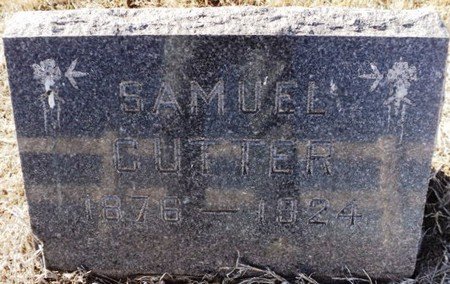 SAMUEL
CUTTER
1876 — 1924